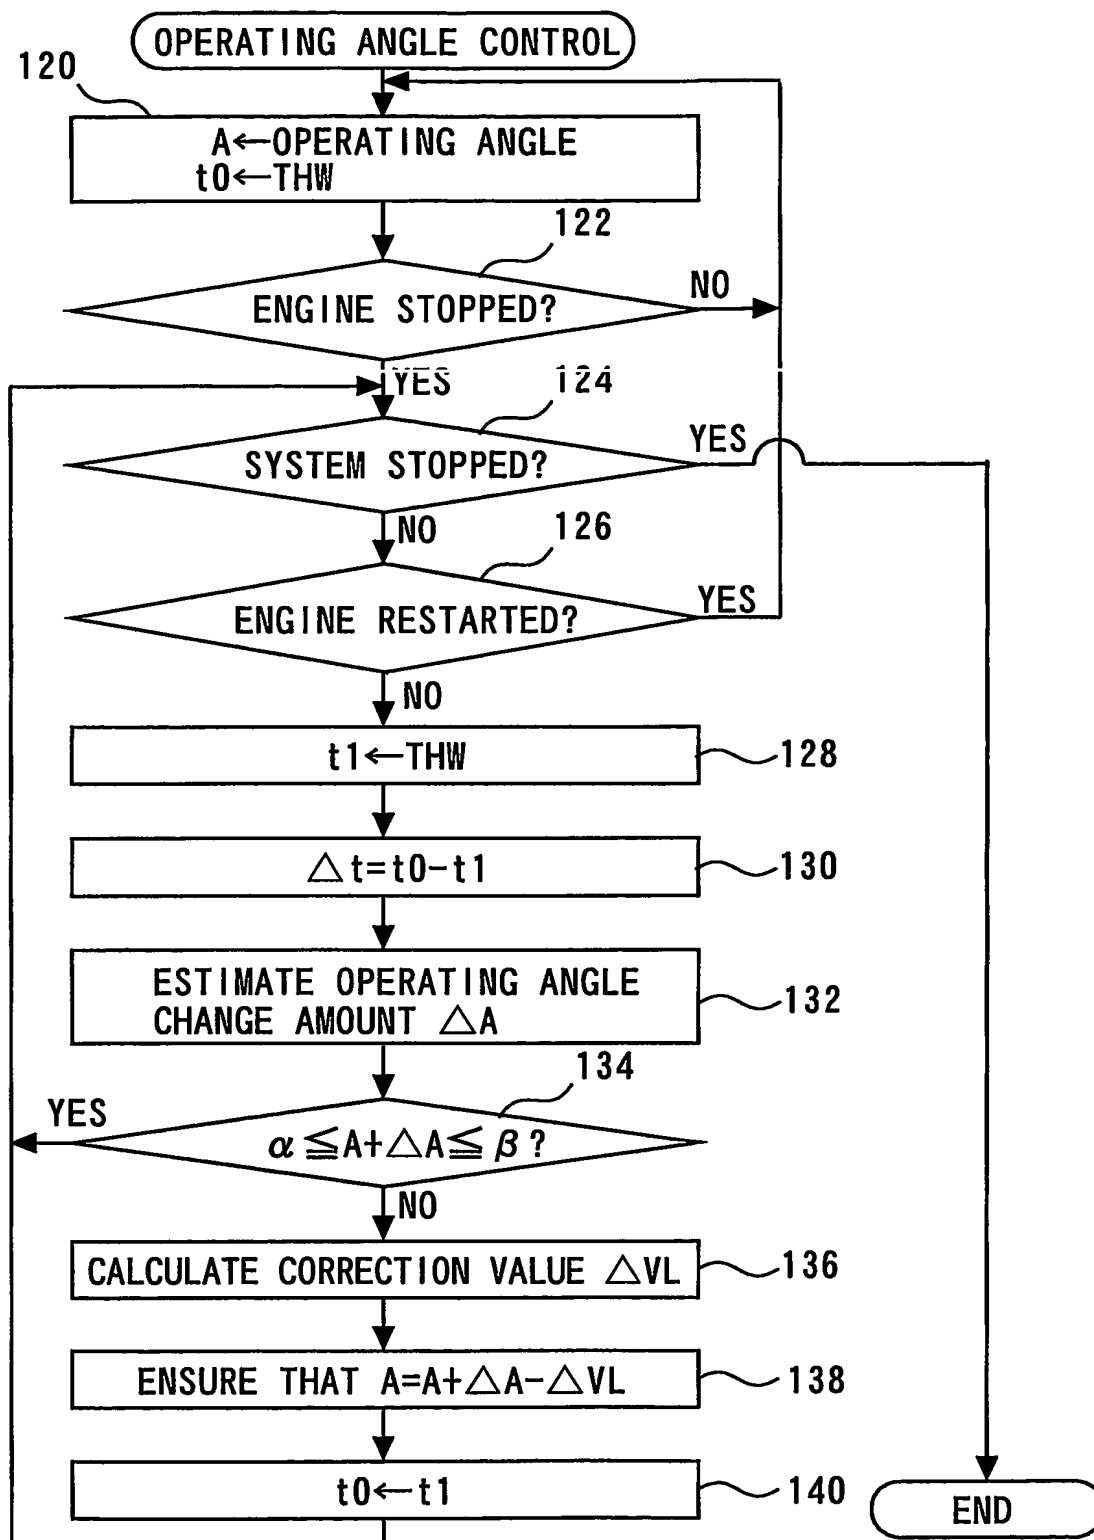 OPERATING ANGLE CONTROL
120
A←OPERATING ANGLE
t0←THW
122
ENGINE STOPPED?
NO
YES
124
SYSTEM STOPPED?
YES
NO
126
ENGINE RESTARTED?
YES
NO
t1←THW
128
△t=t0-t1
130
ESTIMATE OPERATING ANGLE
CHANGE AMOUNT △A
132
134
YES
α≦A+△A≦β?
NO
CALCULATE CORRECTION VALUE △VL
136
ENSURE THAT A=A+△A-△VL
138
t0←t1
140
END